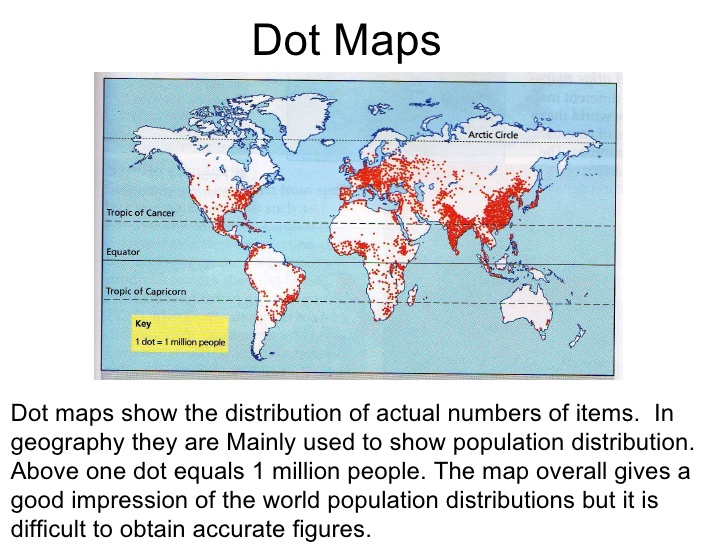 Dot Maps
Arctic Circle
Tropic of Cancer
Equator
Tropic of Capricorn
Key
1 dot = 1 million people
Dot maps show the distribution of actual numbers of items.  In
geography they are Mainly used to show population distribution.
Above one dot equals 1 million people. The map overall gives a
good impression of the world population distributions but it is
difficult to obtain accurate figures.